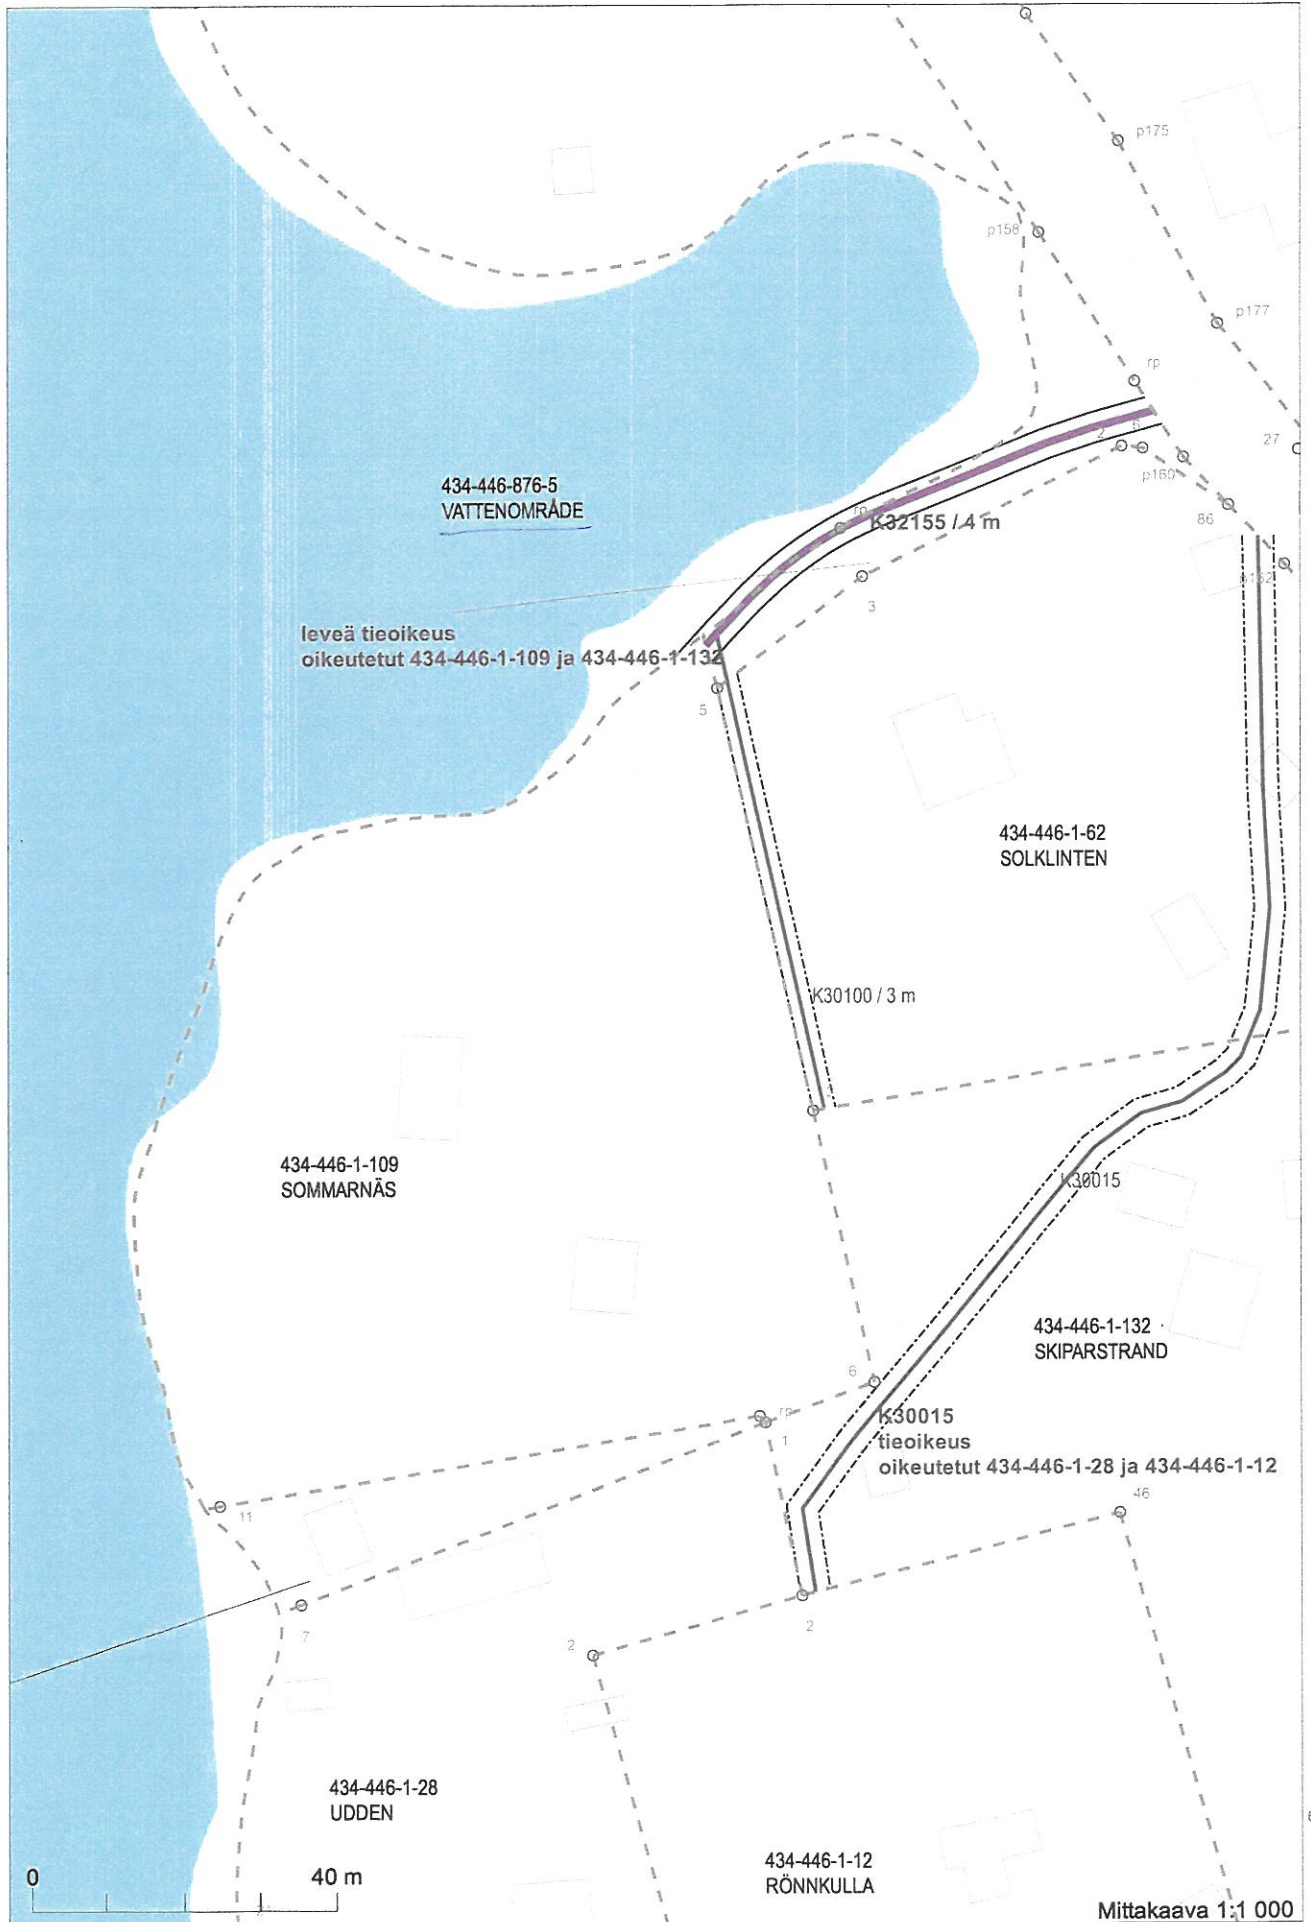 p175
p158
p177
rp
27
2
6
p160
434-446-876-5
VATTENOMRÅDE
86
rp
K32155 / 4 m
p162
3
leveä tieoikeus
oikeutetut 434-446-1-109 ja 434-446-1-132
5
434-446-1-62
SOLKLINTEN
K30100 / 3 m
434-446-1-109
SOMMARNÄS
K30015
434-446-1-132
SKIPARSTRAND
6
rp
1
K30015
tieoikeus
oikeutetut 434-446-1-28 ja 434-446-1-12
46
11
7
2
2
434-446-1-28
UDDEN
434-446-1-12
RÖNNKULLA
0 40 m
Mittakaava 1:1 000